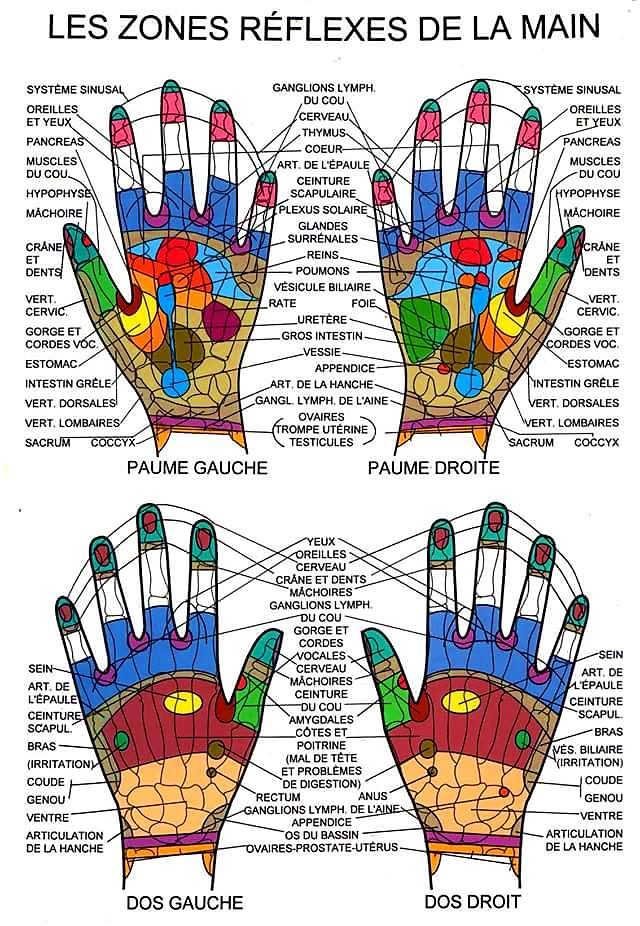 LES ZONES RÉFLEXES DE LA MAIN
SYSTÈME SINUSAL
OREILLES
ET YEUX
PANCREAS
MUSCLES
DU COU
HYPOPHYSE
MÂCHOIRE
CRÂNE
ET
DENTS
VERT.
CERVIC.
GORGE ET
CORDES VOC.
ESTOMAC
INTESTIN GRÊLE
VERT. DORSALES
VERT. LOMBAIRES
SACRUM COCCYX
GANGLIONS LYMPH.
DU COU
CERVEAU
THYMUS
COEUR
ART. DE L'ÉPAULE
CEINTURE
SCAPULAIRE
PLEXUS SOLAIRE
GLANDES
SURRÉNALES
REINS
POUMONS
VÉSICULE BILIAIRE
RATE FOIE
URETÈRE
GROS INTESTIN
VESSIE
APPENDICE
ART. DE LA HANCHE
GANGL. LYMPH. DE L'AINE
OVAIRES
TROMPE UTÉRINE
TESTICULES
SYSTÈME SINUSAL
OREILLES
ET YEUX
PANCREAS
MUSCLES
DU COU
HYPOPHYSE
MÂCHOIRE
CRÂNE
ET
DENTS
VERT.
CERVIC.
GORGE ET
CORDES VOC.
ESTOMAC
INTESTIN GRÊLE
VERT. DORSALES
VERT. LOMBAIRES
SACRUM COCCYX
PAUME GAUCHE
PAUME DROITE
SEIN
ART. DE
L'ÉPAULE
CEINTURE
SCAPUL.
BRAS
(IRRITATION)
COUDE
GENOU
VENTRE
ARTICULATION
DE LA HANCHE
YEUX
OREILLES
CERVEAU
CRÂNE ET DENTS
MÂCHOIRES
GANGLIONS LYMPH.
DU COU
GORGE ET
CORDES
VOCALES
CERVEAU
MÂCHOIRES
CEINTURE
DU COU
AMYGDALES
CÔTES ET
POITRINE
(MAL DE TÊTE
ET PROBLÈMES
DE DIGESTION)
RECTUM ANUS
GANGLIONS LYMPH. DE L'AINE
APPENDICE
OS DU BASSIN
OVAIRES-PROSTATE-UTÉRUS
SEIN
ART. DE
L'ÉPAULE
CEINTURE
SCAPUL.
BRAS
VÉS. BILIAIRE
(IRRITATION)
COUDE
GENOU
VENTRE
ARTICULATION
DE LA HANCHE
DOS GAUCHE
DOS DROIT